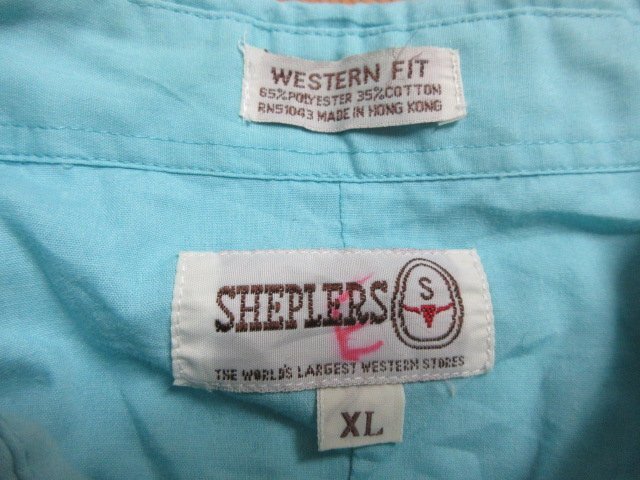 WESTERN FIT
65% POLYESTER 35% COTTON
RN51043 MADE IN HONG KONG
SHEPLERS S
THE WORLD'S LARGEST WESTERN STORES
XL